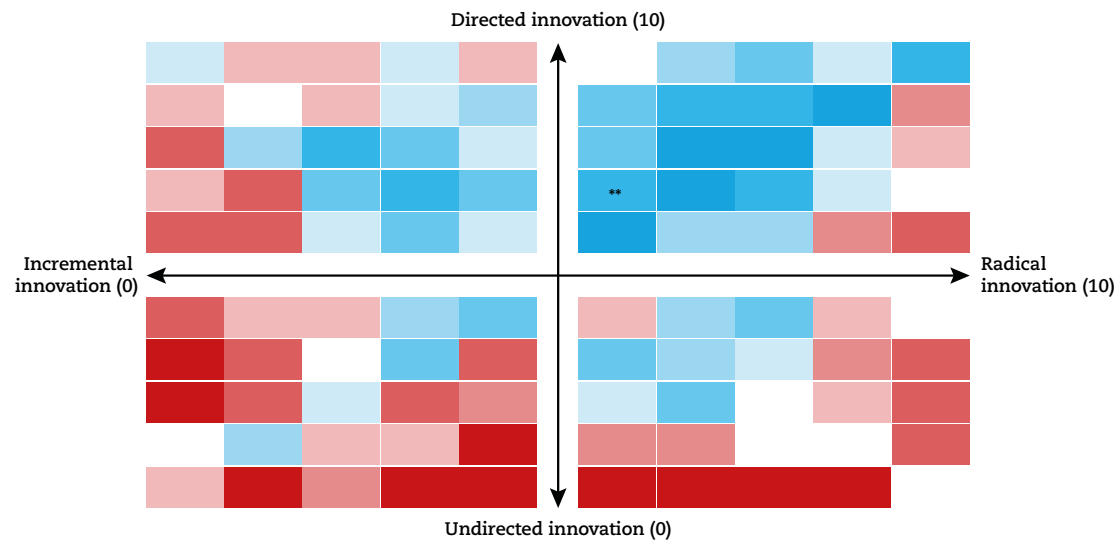 Directed innovation (10)
**
Incremental
innovation (0)
Radical
innovation (10)
Undirected innovation (0)